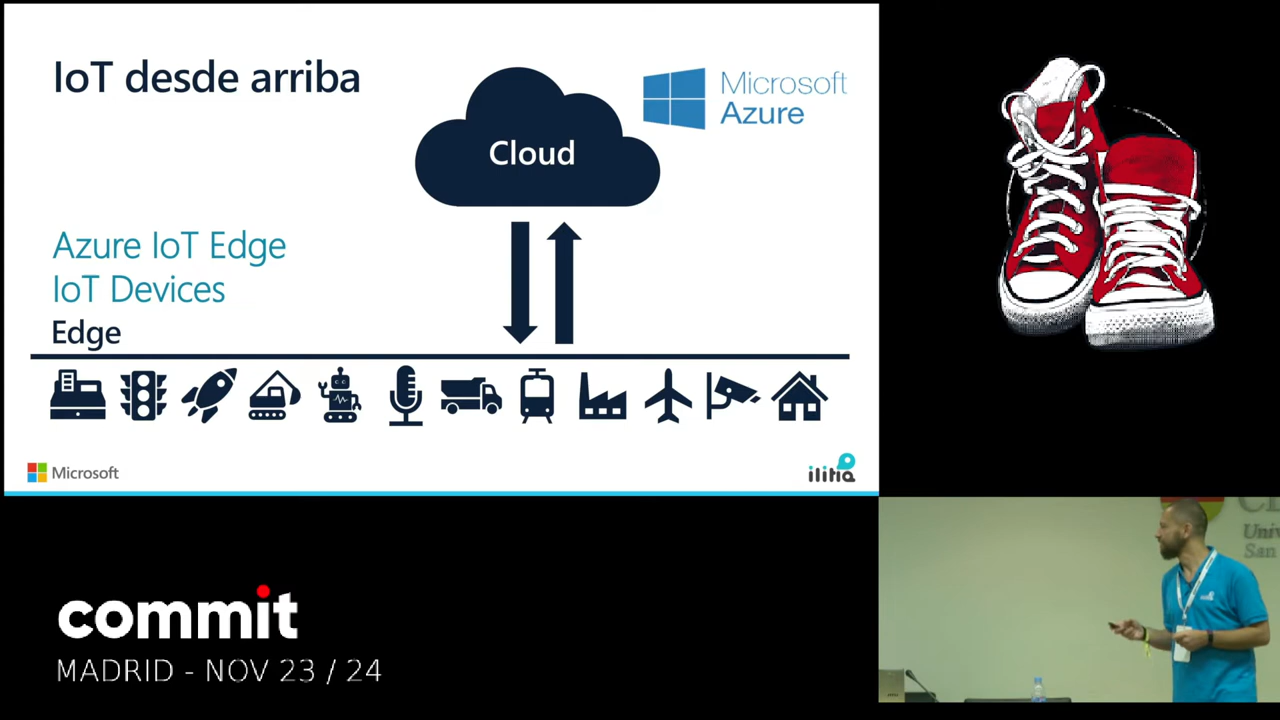 IoT desde arriba
Cloud
Microsoft
Azure
Azure IoT Edge
IoT Devices
Edge
Microsoft
ilitia
commit
MADRID - NOV 23 / 24
San